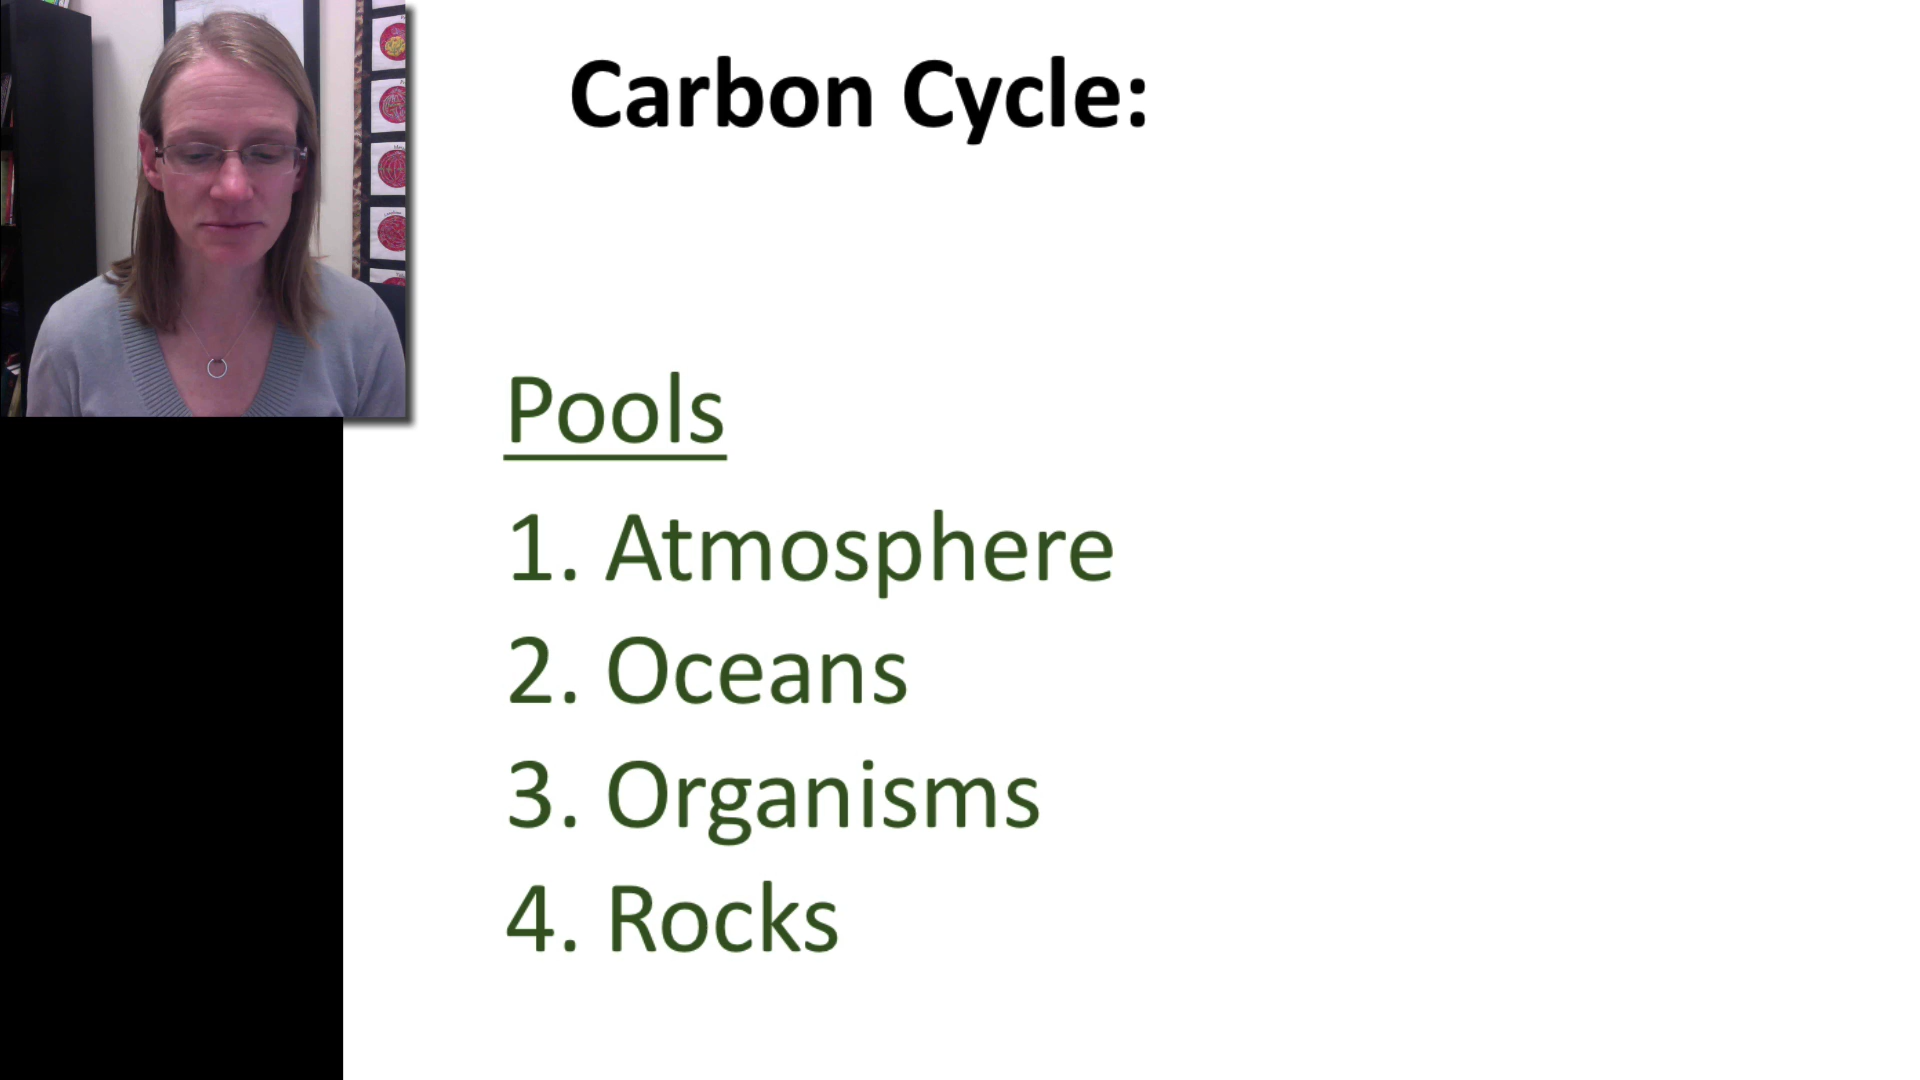 Carbon Cycle:
Pools
1. Atmosphere
2. Oceans
3. Organisms
4. Rocks